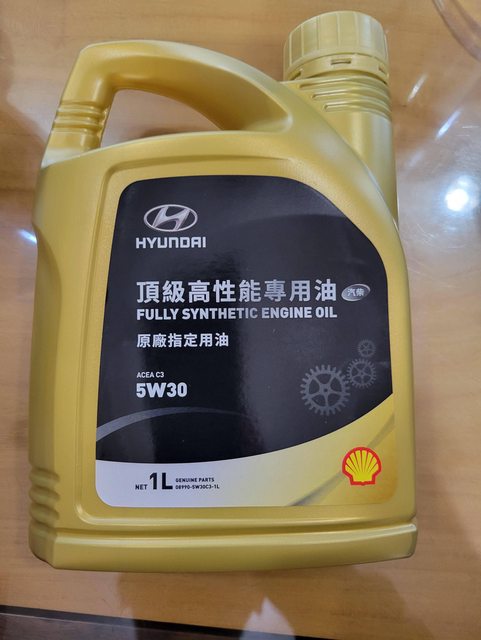 HYUNDAI
頂級高性能專用油 汽柴
FULLY SYNTHETIC ENGINE OIL
原廠指定用油
ACEA C3
5W30
NET 1L GENUINE PARTS
08990-5W30C3-1L